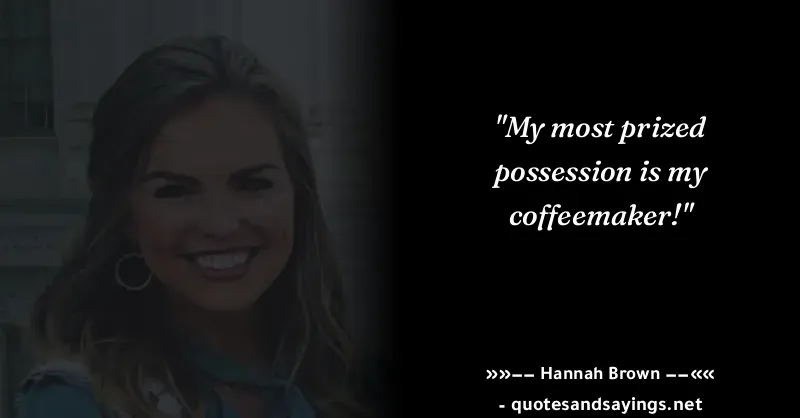 "My most prized
possession is my
coffeemaker!"
»»−− Hannah Brown −−««
- quotesandsayings.net